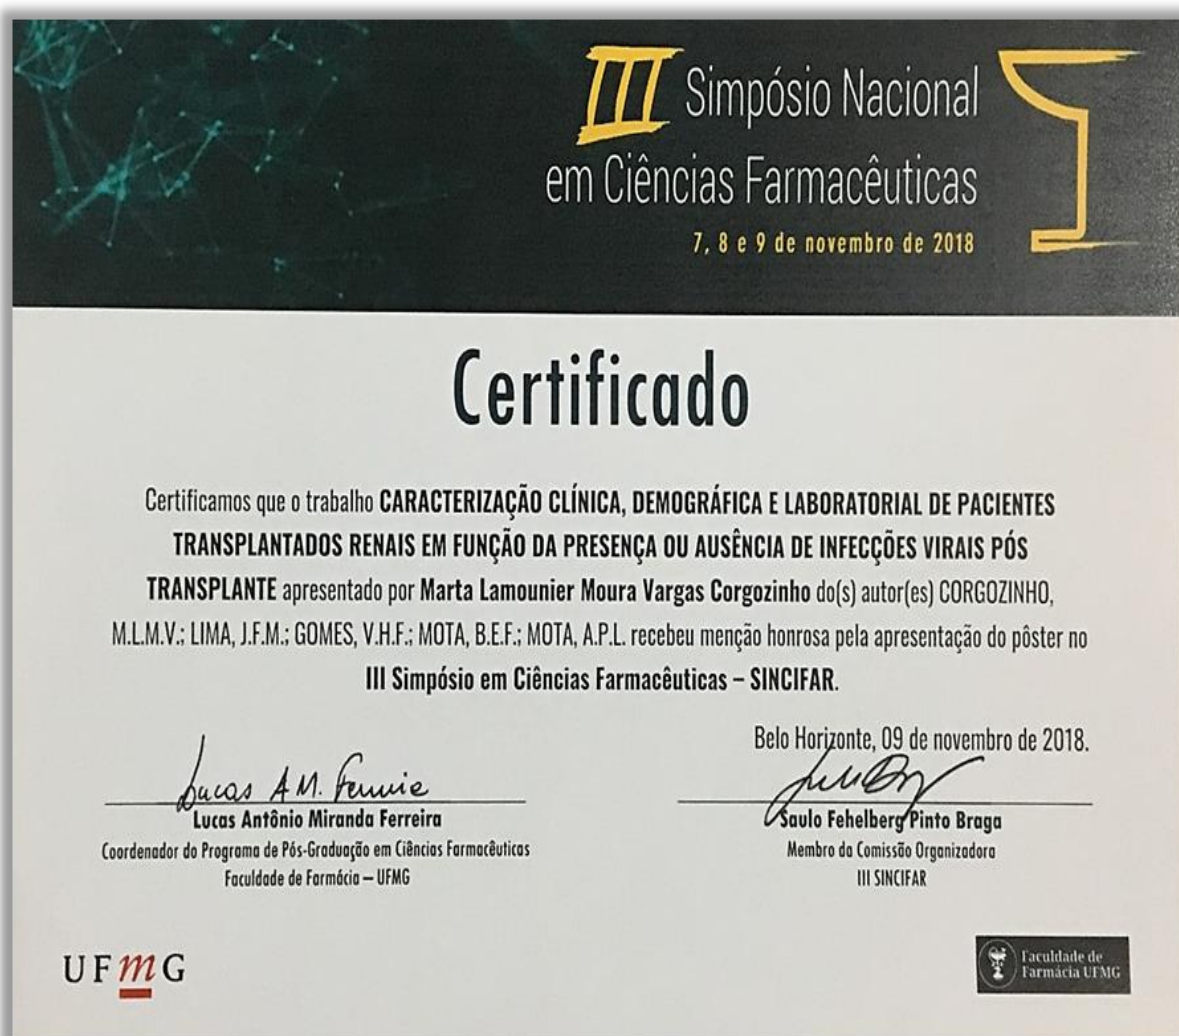 III Simpósio Nacional
em Ciências Farmacêuticas
7, 8 e 9 de novembro de 2018
Certificado
Certificamos que o trabalho CARACTERIZAÇÃO CLÍNICA, DEMOGRÁFICA E LABORATORIAL DE PACIENTES
TRANSPLANTADOS RENAIS EM FUNÇÃO DA PRESENÇA OU AUSÊNCIA DE INFECÇÕES VIRAIS PÓS
TRANSPLANTE apresentado por Marta Lamounier Moura Vargas Corgozinho do(s) autor(es) CORGOZINHO,
M.L.M.V.; LIMA, J.F.M.; GOMES, V.H.F.; MOTA, B.E.F.; MOTA, A.P.L. recebeu menção honrosa pela apresentação do pôster no
III Simpósio em Ciências Farmacêuticas – SINCIFAR.
Belo Horizonte, 09 de novembro de 2018.
Lucas A M.
Lucas Antônio Miranda Ferreira
Coordenador do Programa de Pós-Graduação em Ciências Farmacêuticas
Faculdade de Farmácia – UFMG
Saulo Fehelberg Pinto Braga
Membro da Comissão Organizadora
III SINCIFAR
UFmG
Faculdade de
Farmácia UFMG